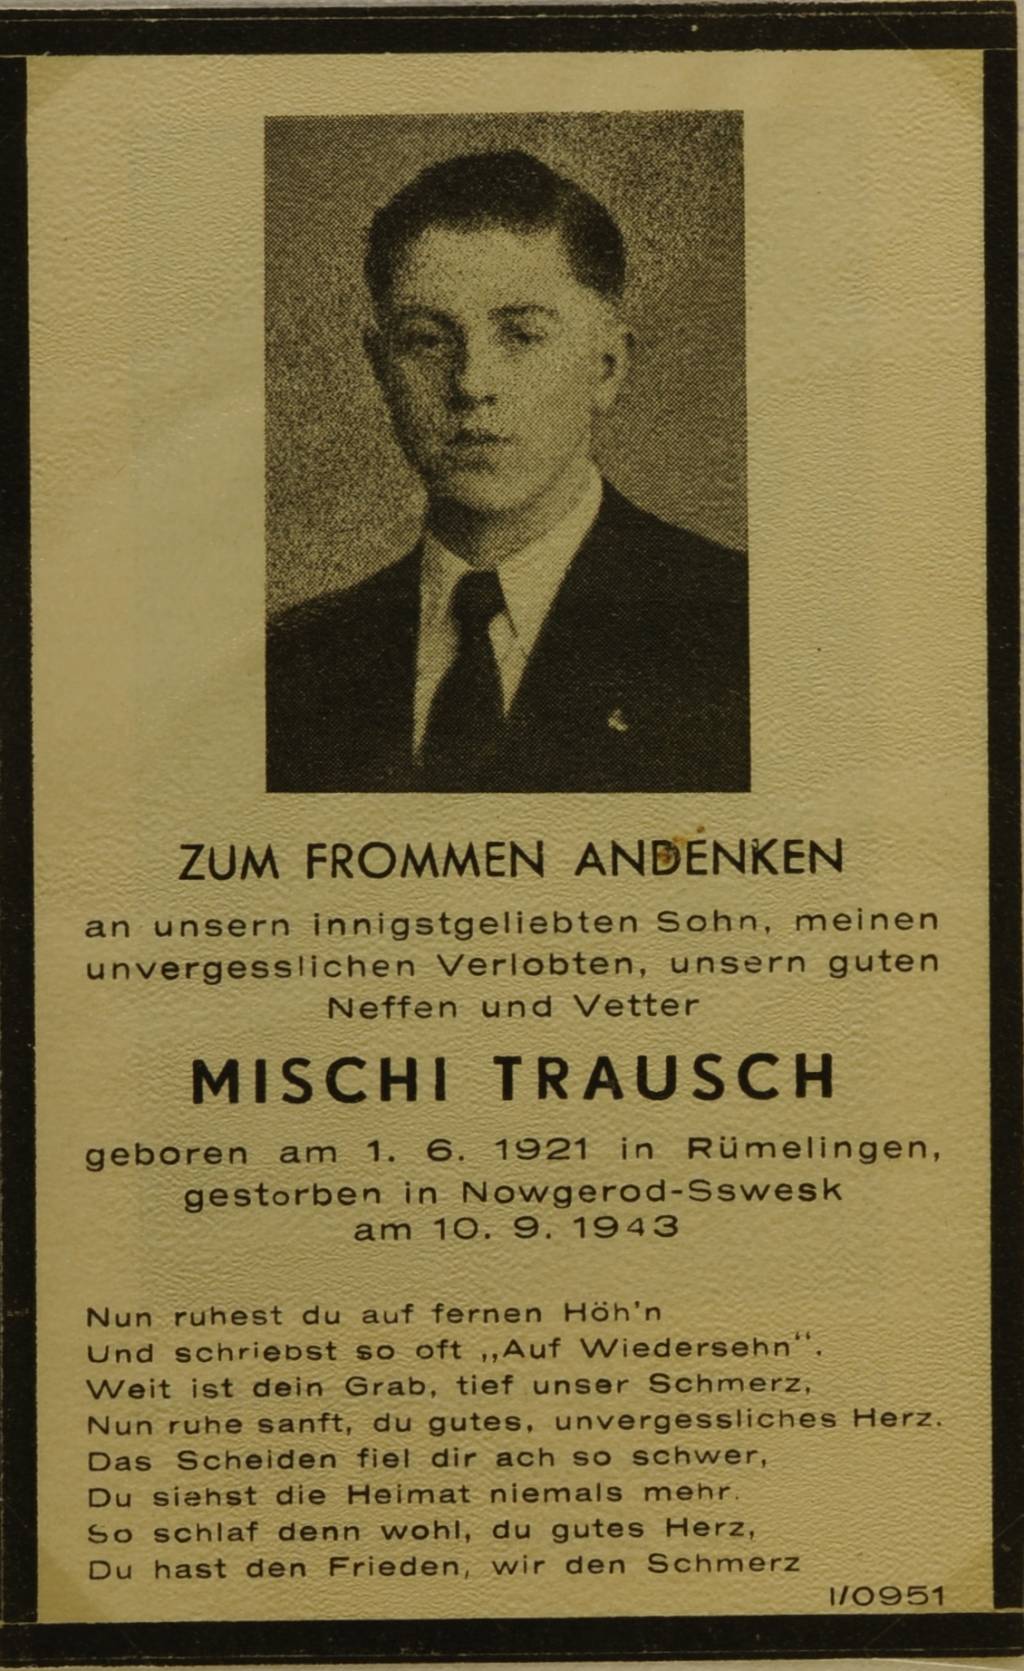 ZUM FROMMEN ANDENKEN
an unsern innigstgeliebten Sohn, meinen
unvergesslichen Verlobten, unsern guten
Neffen und Vetter
MISCHI TRAUSCH
geboren am 1. 6. 1921 in Rümelingen,
gestorben in Nowgerod-Sswesk
am 10. 9. 1943
Nun ruhest du auf fernen Höh'n
Und schriebst so oft „Auf Wiedersehn“.
Weit ist dein Grab, tief unser Schmerz,
Nun ruhe sanft, du gutes, unvergessliches Herz.
Das Scheiden fiel dir ach so schwer,
Du siehst die Heimat niemals mehr.
So schlaf denn wohl, du gutes Herz,
Du hast den Frieden, wir den Schmerz
I/0951